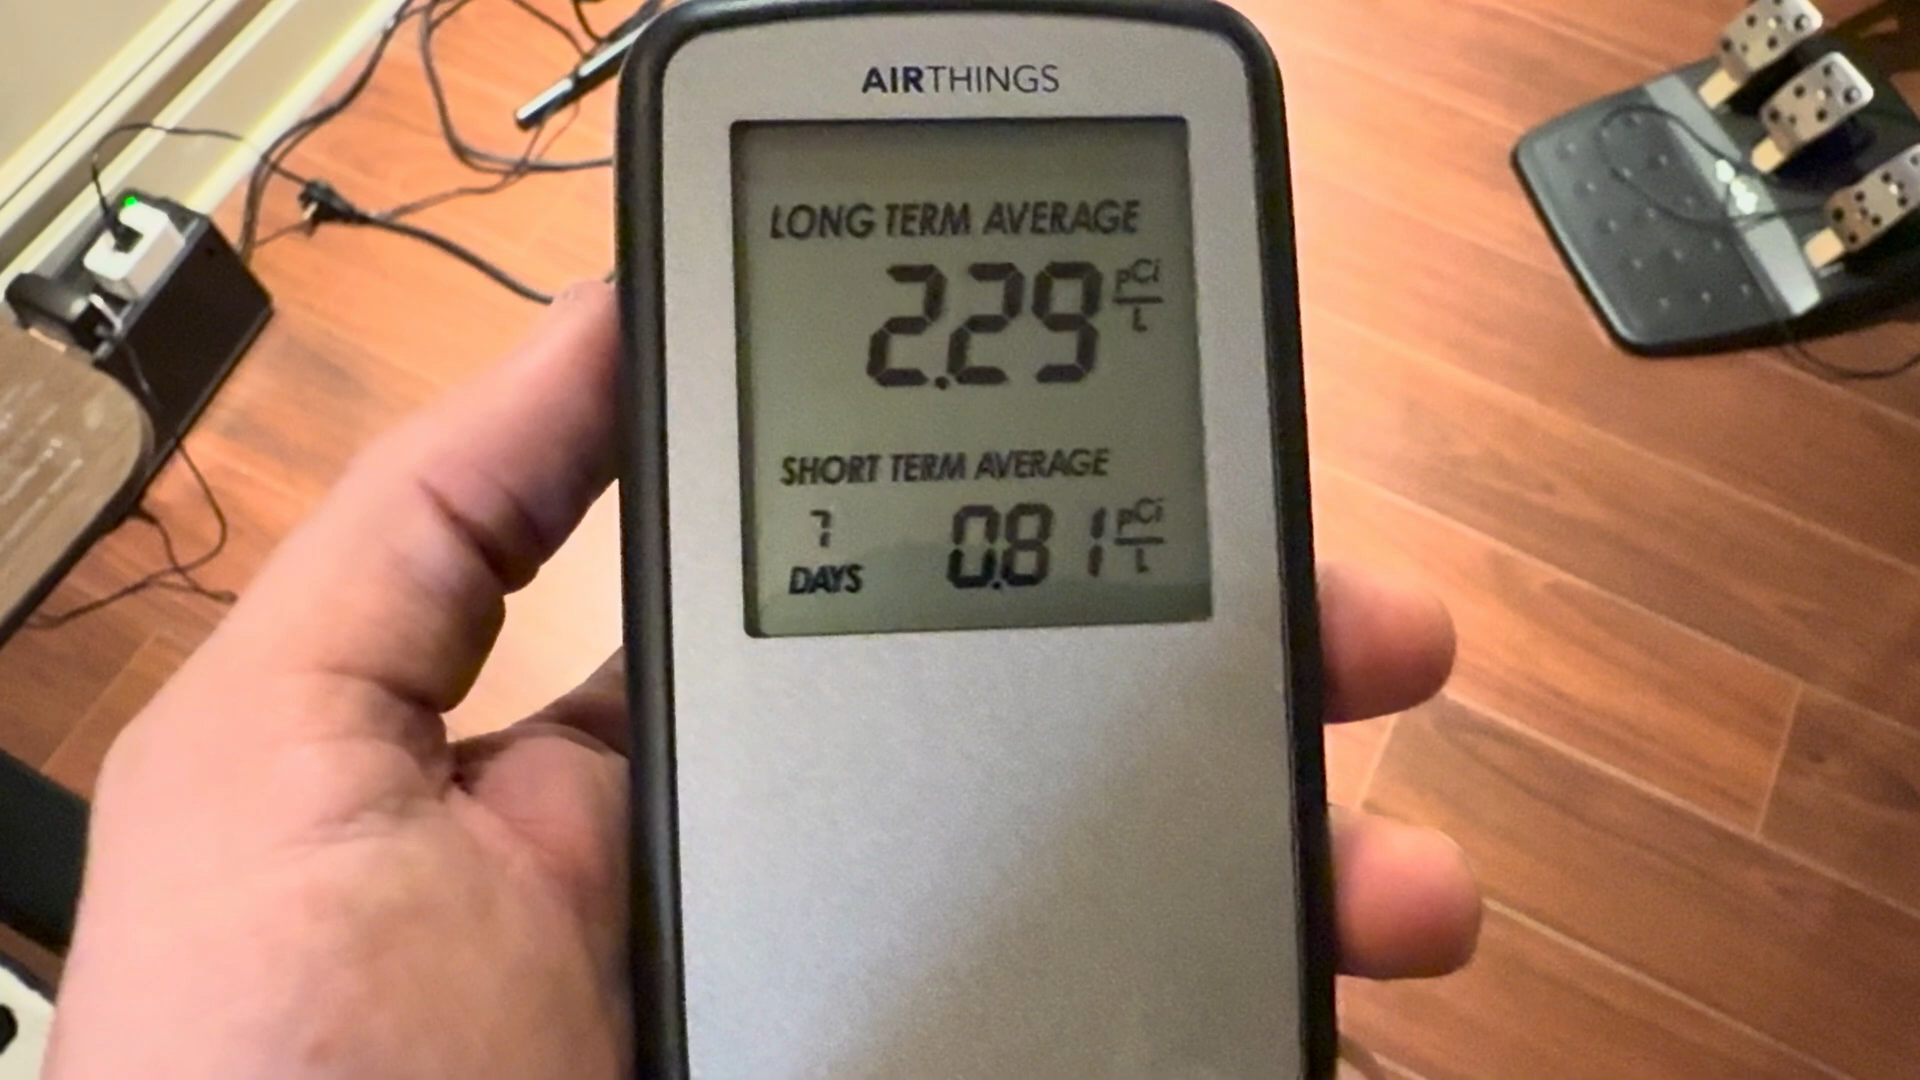 AIRTHINGS
LONG TERM AVERAGE
2.29 pCi/L
SHORT TERM AVERAGE
7 DAYS 0.81 pCi/L